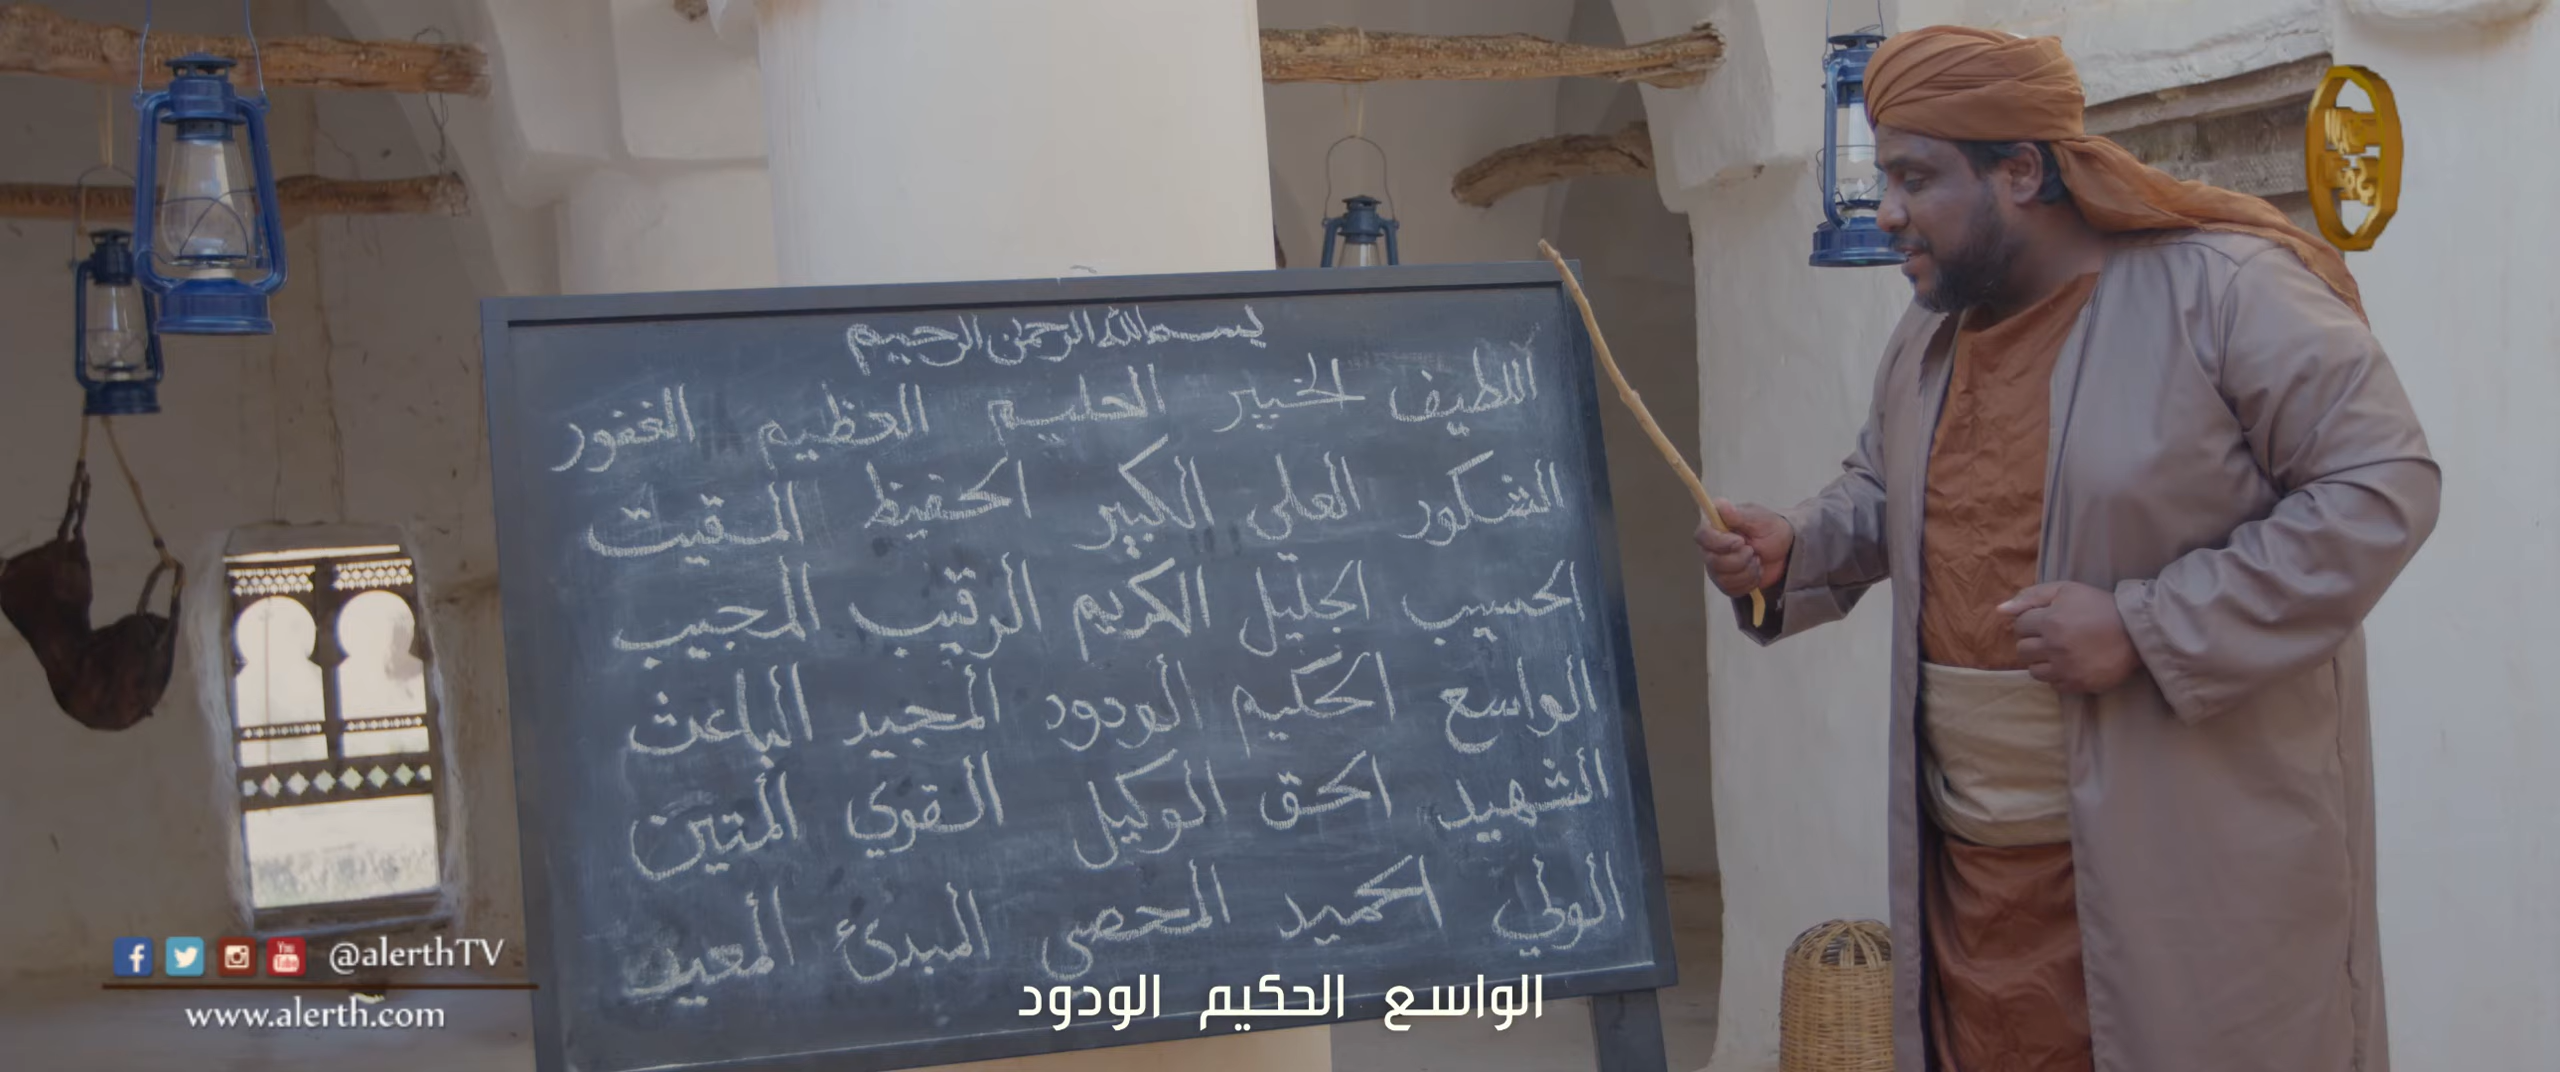 بسم الله الرحمن الرحيم
اللطيف الخبير الحليم العظيم الغفور
الشكور العلي الكبير الحفيظ المقيت
الحسيب الجليل الكريم الرقيب المجيب
الواسع الحكيم الودود المجيد الباعث
الشهيد الحق الوكيل القوي المتين
الولي الحميد المحصي المبدئ المعيد
الواسع الحكيم الودود
@alerthTV
www.alerth.com